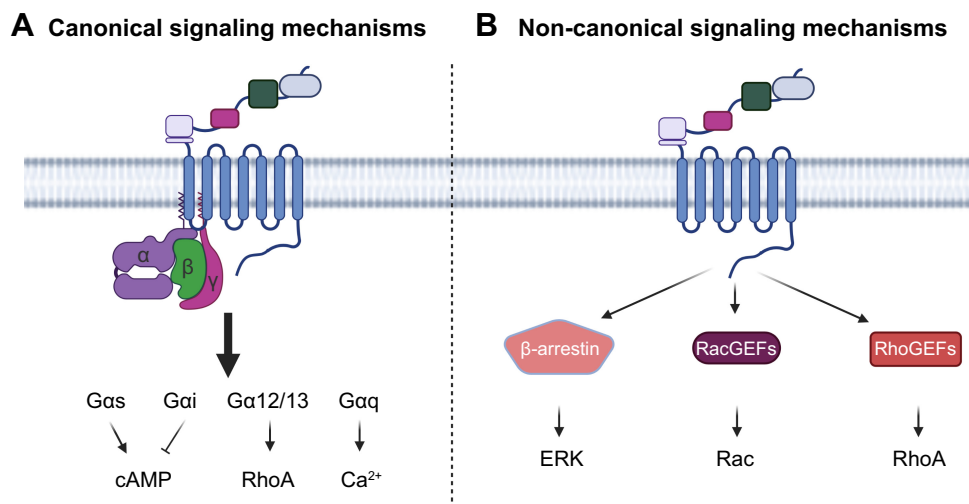 A Canonical signaling mechanisms
B Non-canonical signaling mechanisms
α
β
γ
β-arrestin
RacGEFs
RhoGEFs
Gαs
Gαi
Gα12/13
Gαq
cAMP
RhoA
Ca²⁺
ERK
Rac
RhoA